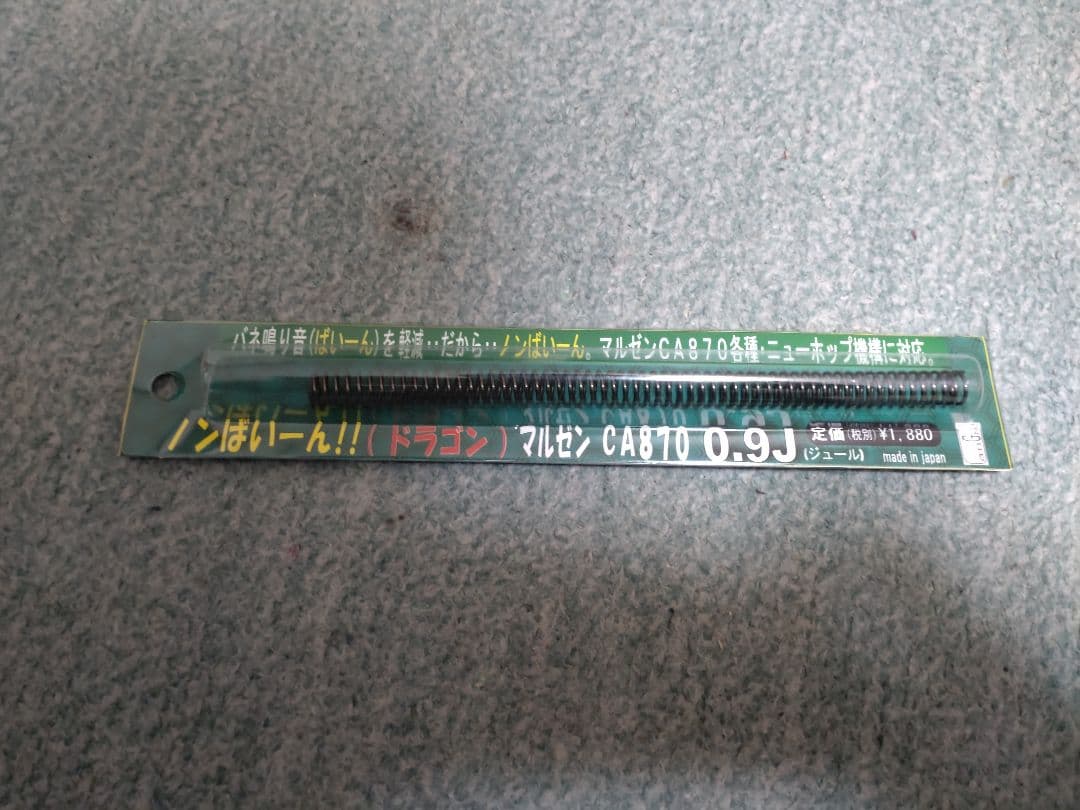 バネ鳴り音(ばいーん)を軽減‥だから‥ノンばいーん。マルゼンCA870各種・ニューホップ機構に対応。
ノンばいーん!!(ドラゴン)マルゼン CA870 0.9J(ジュール) 定価(税別)¥1,880
made in japan